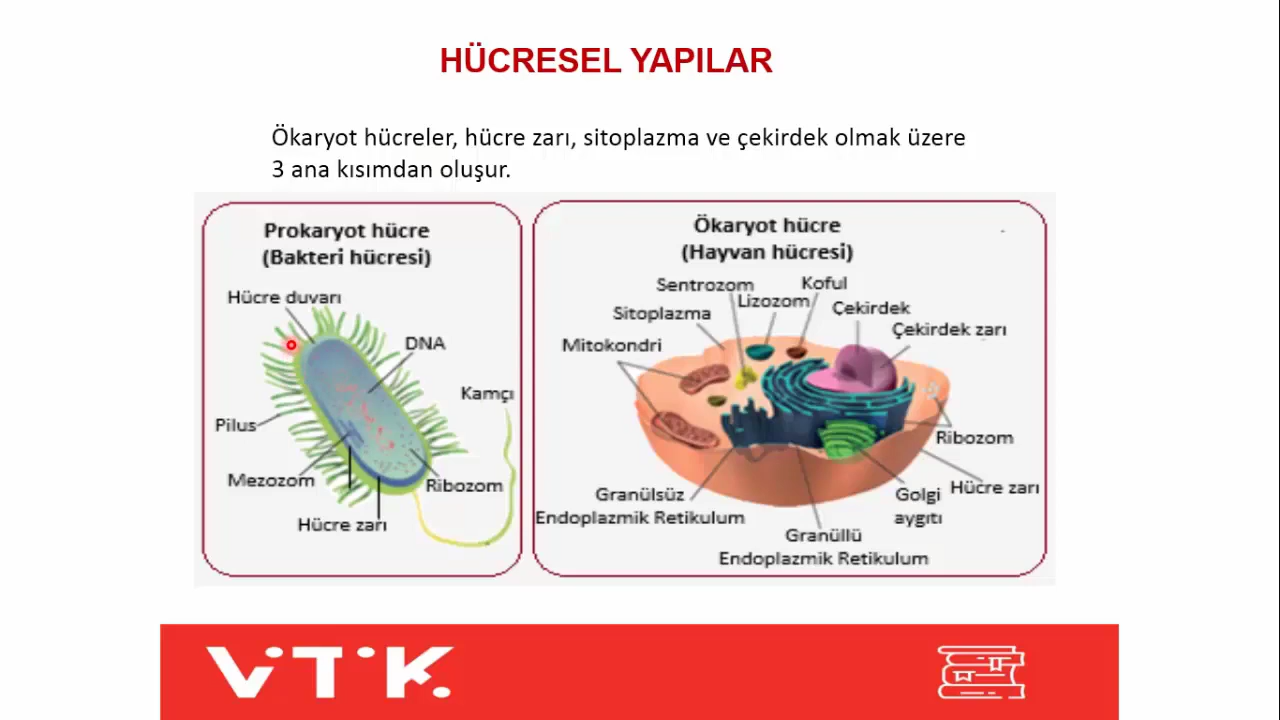 HÜCRESEL YAPILAR
Ökaryot hücreler, hücre zarı, sitoplazma ve çekirdek olmak üzere
3 ana kısımdan oluşur.
Prokaryot hücre
(Bakteri hücresi)
Hücre duvarı
DNA
Kamçı
Pilus
Mezozom
Ribozom
Hücre zarı
Ökaryot hücre
(Hayvan hücresi)
Sentrozom
Koful
Lizozom
Sitoplazma
Çekirdek
Çekirdek zarı
Mitokondri
Ribozom
Hücre zarı
Granülsüz
Endoplazmik Retikulum
Golgi
aygıtı
Granüllü
Endoplazmik Retikulum
VİTİK.